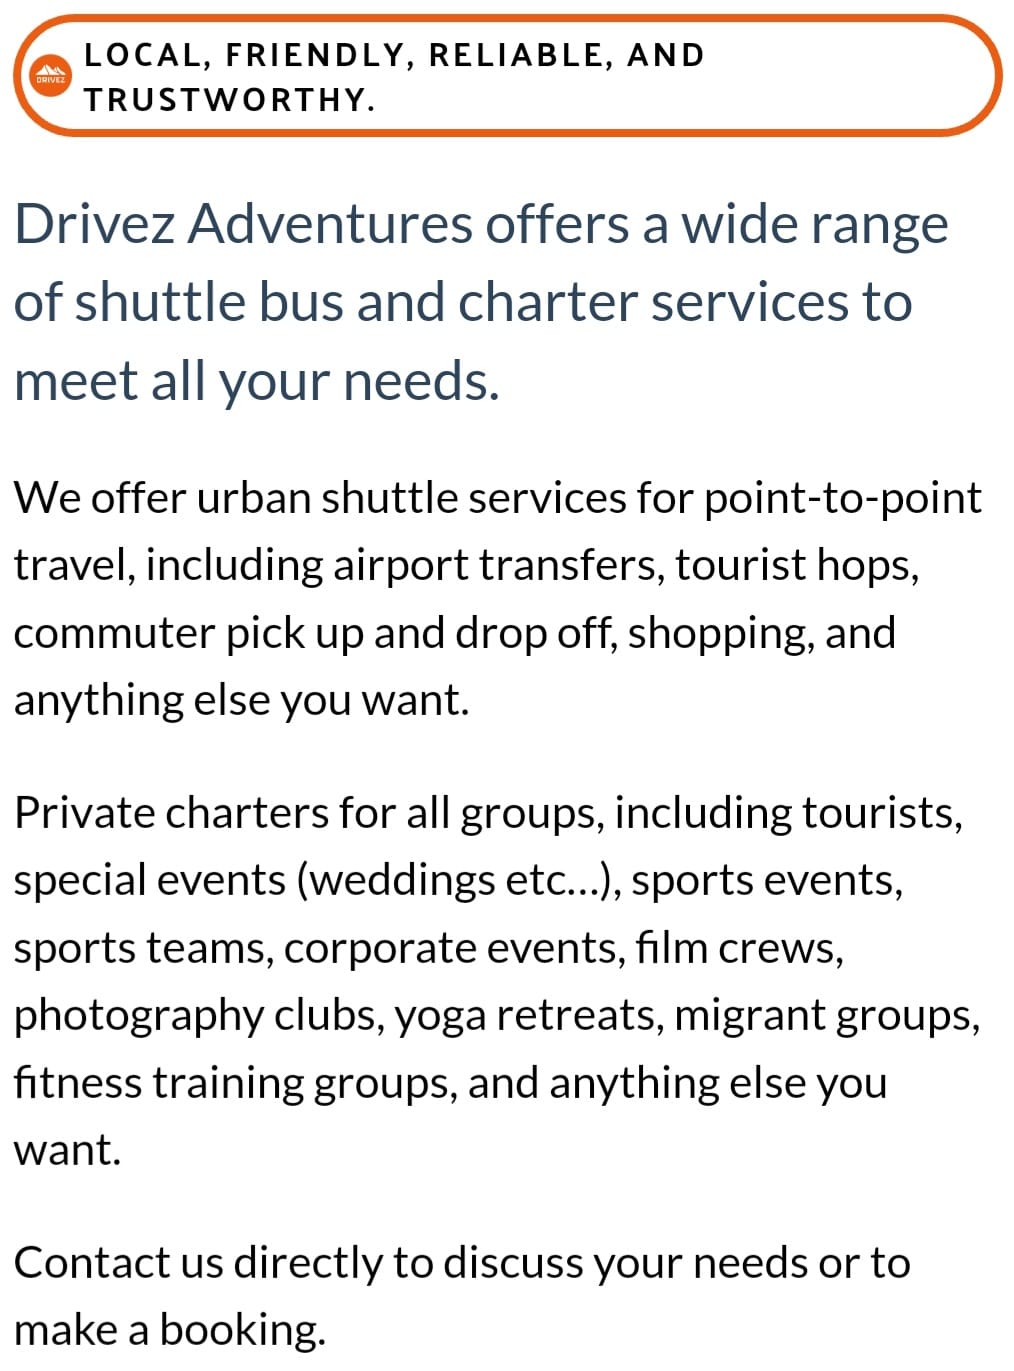 LOCAL, FRIENDLY, RELIABLE, AND
DRIVEZ
TRUSTWORTHY.
Drivez Adventures offers a wide range
of shuttle bus and charter services to
meet all your needs.
We offer urban shuttle services for point-to-point
travel, including airport transfers, tourist hops,
commuter pick up and drop off, shopping, and
anything else you want.
Private charters for all groups, including tourists,
special events (weddings etc...), sports events,
sports teams, corporate events, film crews,
photography clubs, yoga retreats, migrant groups,
fitness training groups, and anything else you
want.
Contact us directly to discuss your needs or to
make a booking.